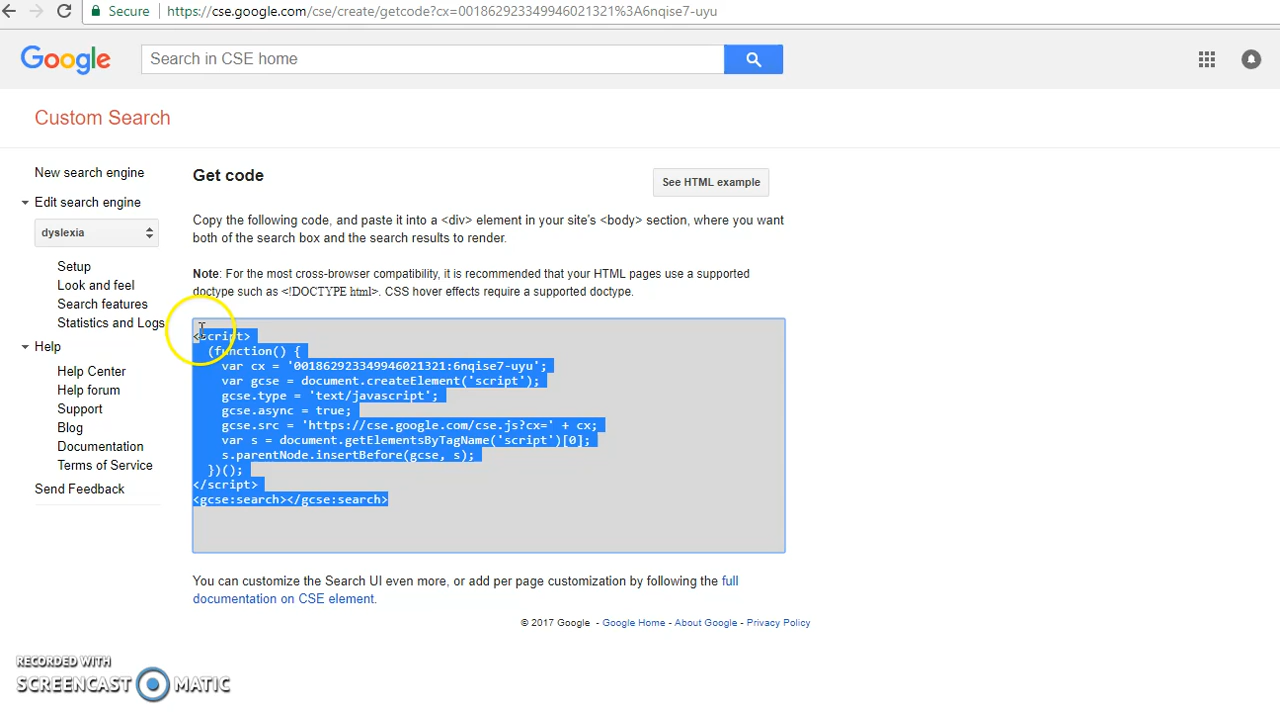 Secure https://cse.google.com/cse/create/getcode?cx=001862923349946021321%3A6nqise7-uyu
Google
Search in CSE home
Custom Search
New search engine
Edit search engine
dyslexia
Setup
Look and feel
Search features
Statistics and Logs
Help
Help Center
Help forum
Support
Blog
Documentation
Terms of Service
Send Feedback
Get code
See HTML example
Copy the following code, and paste it into a <div> element in your site's <body> section, where you want
both of the search box and the search results to render.
Note: For the most cross-browser compatibility, it is recommended that your HTML pages use a supported
doctype such as <!DOCTYPE html>. CSS hover effects require a supported doctype.
<script>
(function() {
var cx = '001862923349946021321:6nqise7-uyu';
var gcse = document.createElement('script');
gcse.type = 'text/javascript';
gcse.async = true;
gcse.src = 'https://cse.google.com/cse.js?cx=' + cx;
var s = document.getElementsByTagName('script')[0];
s.parentNode.insertBefore(gcse, s);
})();
</script>
<gcse:search></gcse:search>
You can customize the Search UI even more, or add per page customization by following the full
documentation on CSE element.
© 2017 Google - Google Home - About Google - Privacy Policy
RECORDED WITH
SCREENCAST MATIC